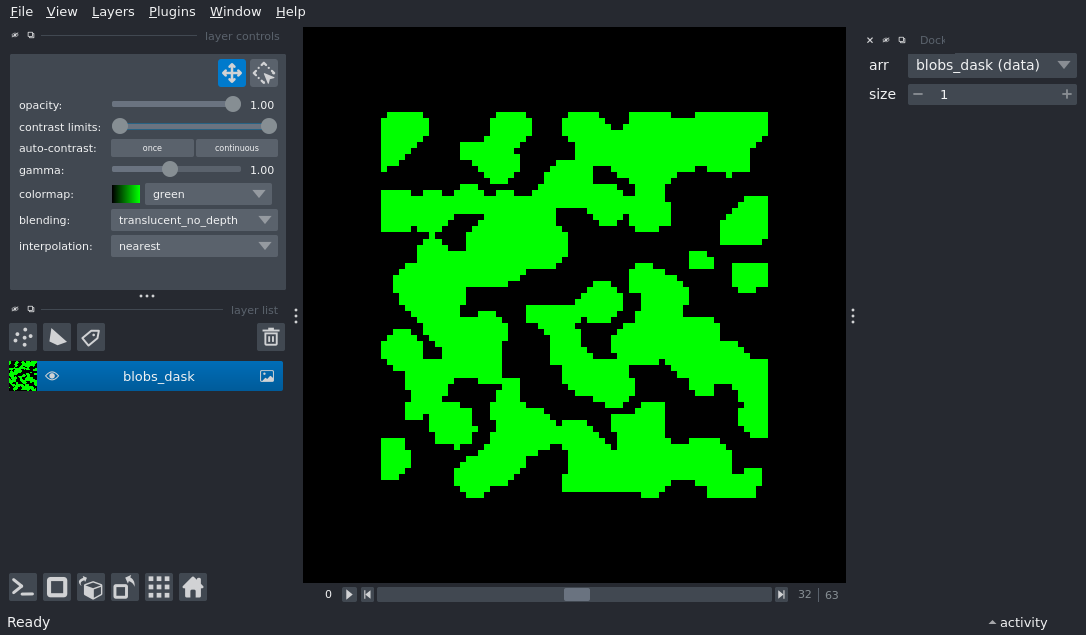 File View Layers Plugins Window Help
layer controls
opacity: 1.00
contrast limits:
auto-contrast: once continuous
gamma: 1.00
colormap: green
blending: translucent_no_depth
interpolation: nearest
layer list
blobs_dask
0 32 63
Dock
arr blobs_dask (data)
size 1
Ready
activity